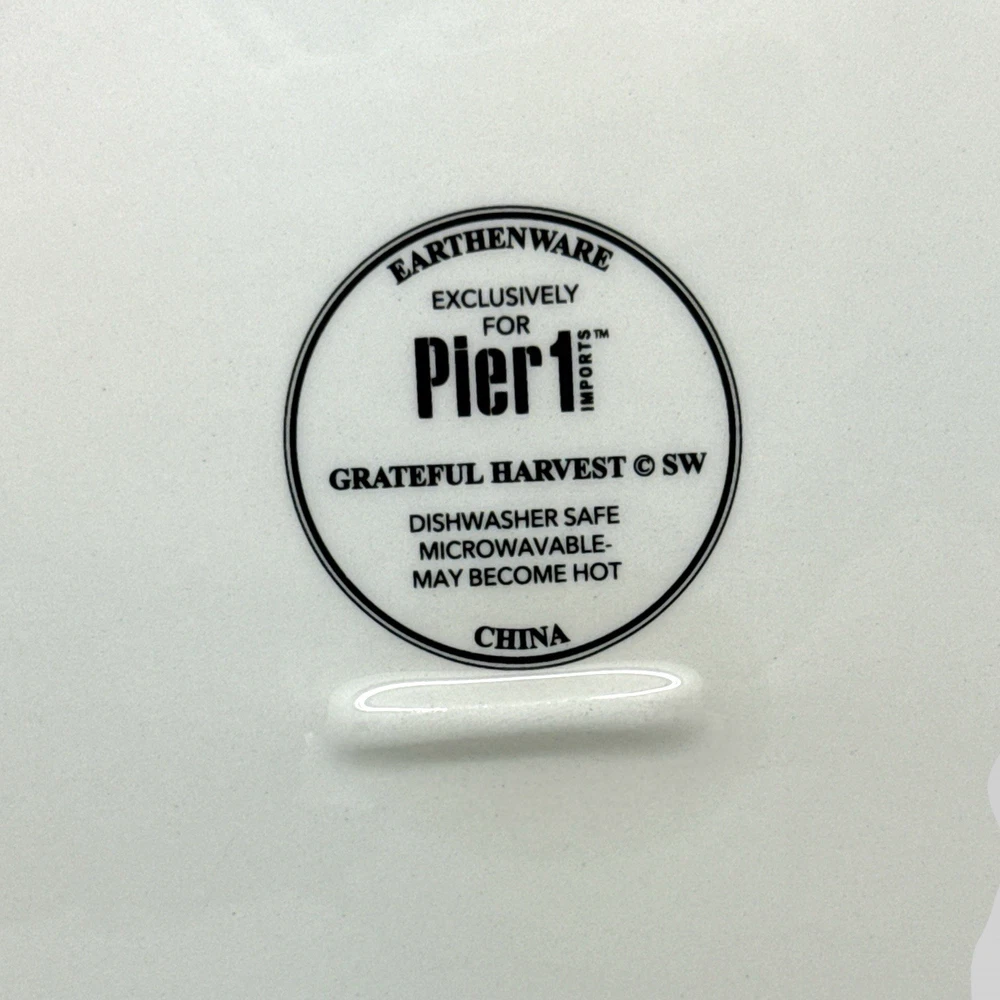 EARTHENWARE
EXCLUSIVELY
FOR
Pier 1 IMPORTS™
GRATEFUL HARVEST © SW
DISHWASHER SAFE
MICROWAVABLE-
MAY BECOME HOT
CHINA